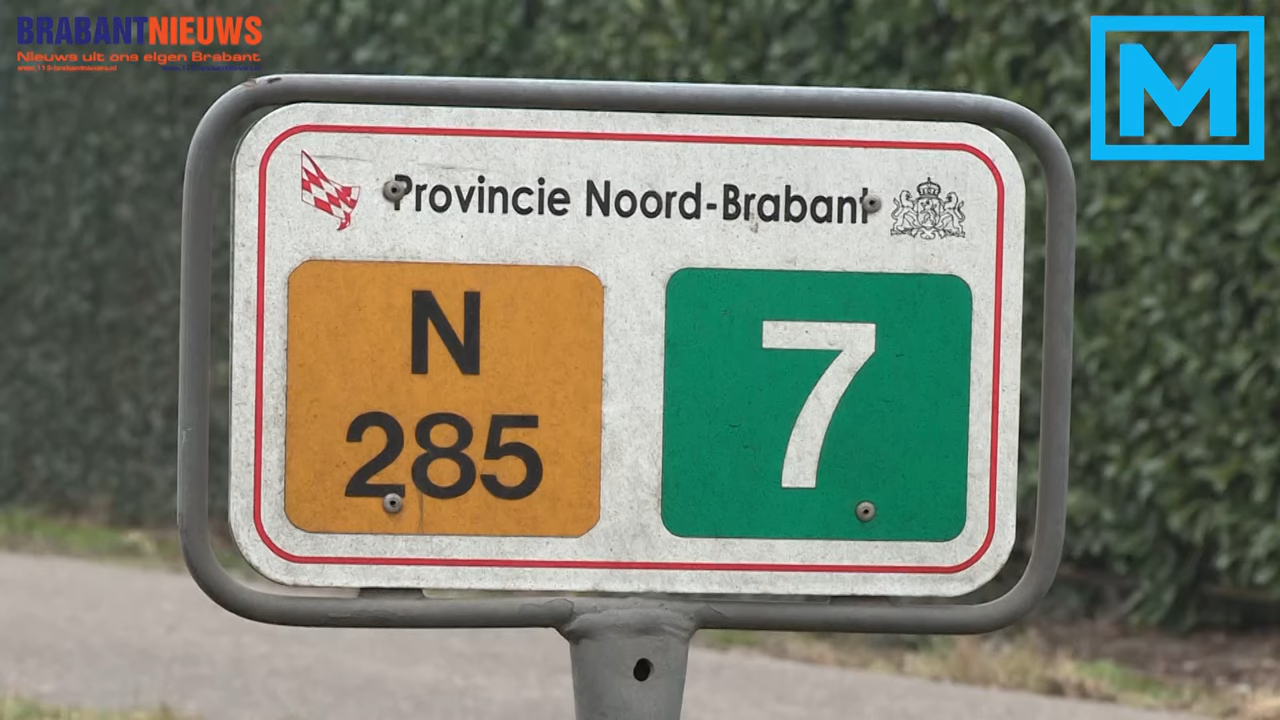 BRABANTNIEUWS
Nieuws uit ons eigen Brabant
M
Provincie Noord-Brabant
N
285
7